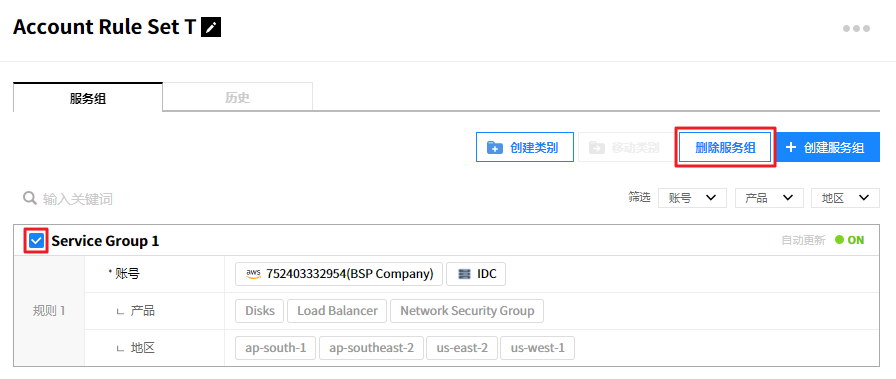 Account Rule Set T
服务组 历史
创建类别 移动类别 删除服务组 + 创建服务组
输入关键词 筛选 账号 产品 地区
Service Group 1 自动更新 ON
规则 1
* 账号 aws 752403332954(BSP Company) IDC
产品 Disks Load Balancer Network Security Group
地区 ap-south-1 ap-southeast-2 us-east-2 us-west-1